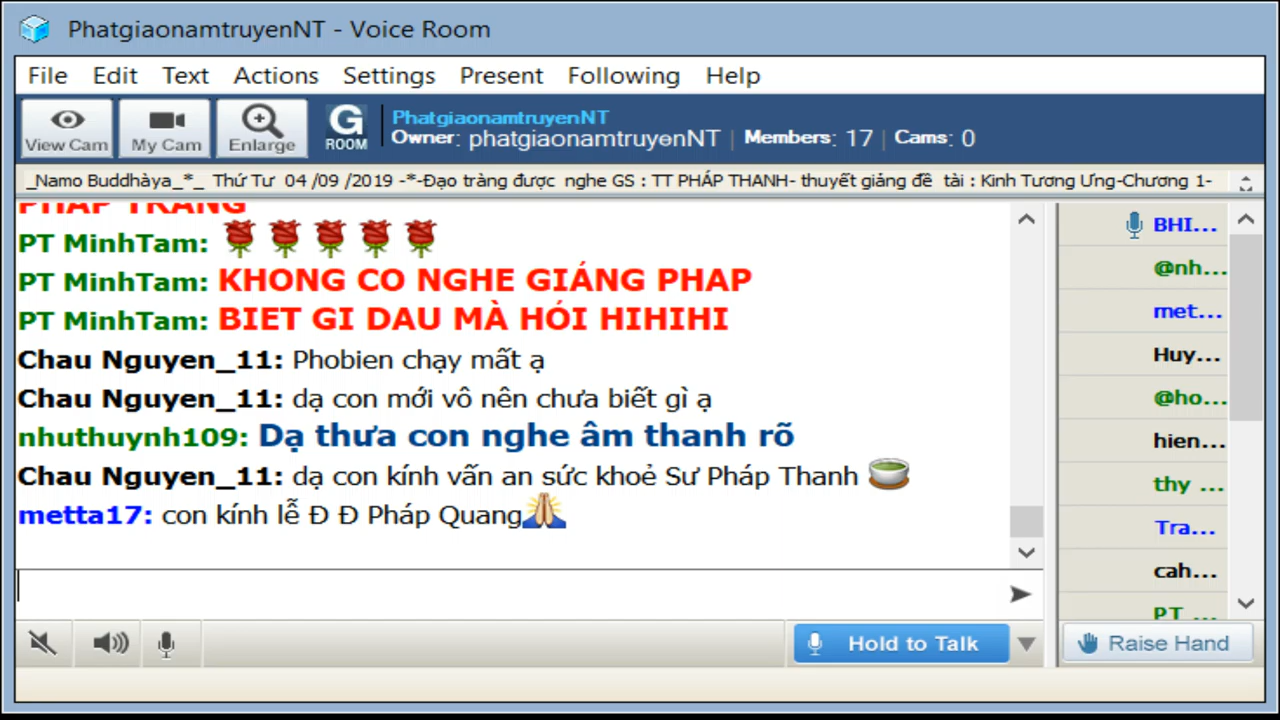 PhatgiaonamtruyenNT - Voice Room
File Edit Text Actions Settings Present Following Help
View Cam My Cam Enlarge G ROOM
PhatgiaonamtruyenNT
Owner: phatgiaonamtruyenNT | Members: 17 | Cams: 0
_Namo Buddhàya_*_ Thứ Tư 04 /09 /2019 -*-Đạo tràng được nghe GS : TT PHÁP THANH- thuyết giảng đề tài : Kinh Tương Ưng-Chương 1-
PT MinhTam: 🌹🌹🌹🌹🌹
PT MinhTam: KHONG CO NGHE GIÁNG PHAP
PT MinhTam: BIET GI DAU MÀ HÓI HIHIHI
Chau Nguyen_11: Phobien chạy mất ạ
Chau Nguyen_11: dạ con mới vô nên chưa biết gì ạ
nhuthuynh109: Dạ thưa con nghe âm thanh rõ
Chau Nguyen_11: dạ con kính vấn an sức khoẻ Sư Pháp Thanh 🍵
metta17: con kính lễ Đ Đ Pháp Quang🙏
BHI...
@nh...
met...
Huy...
@ho...
hien...
thy ...
Tra...
cah...
PT ...
Hold to Talk
Raise Hand